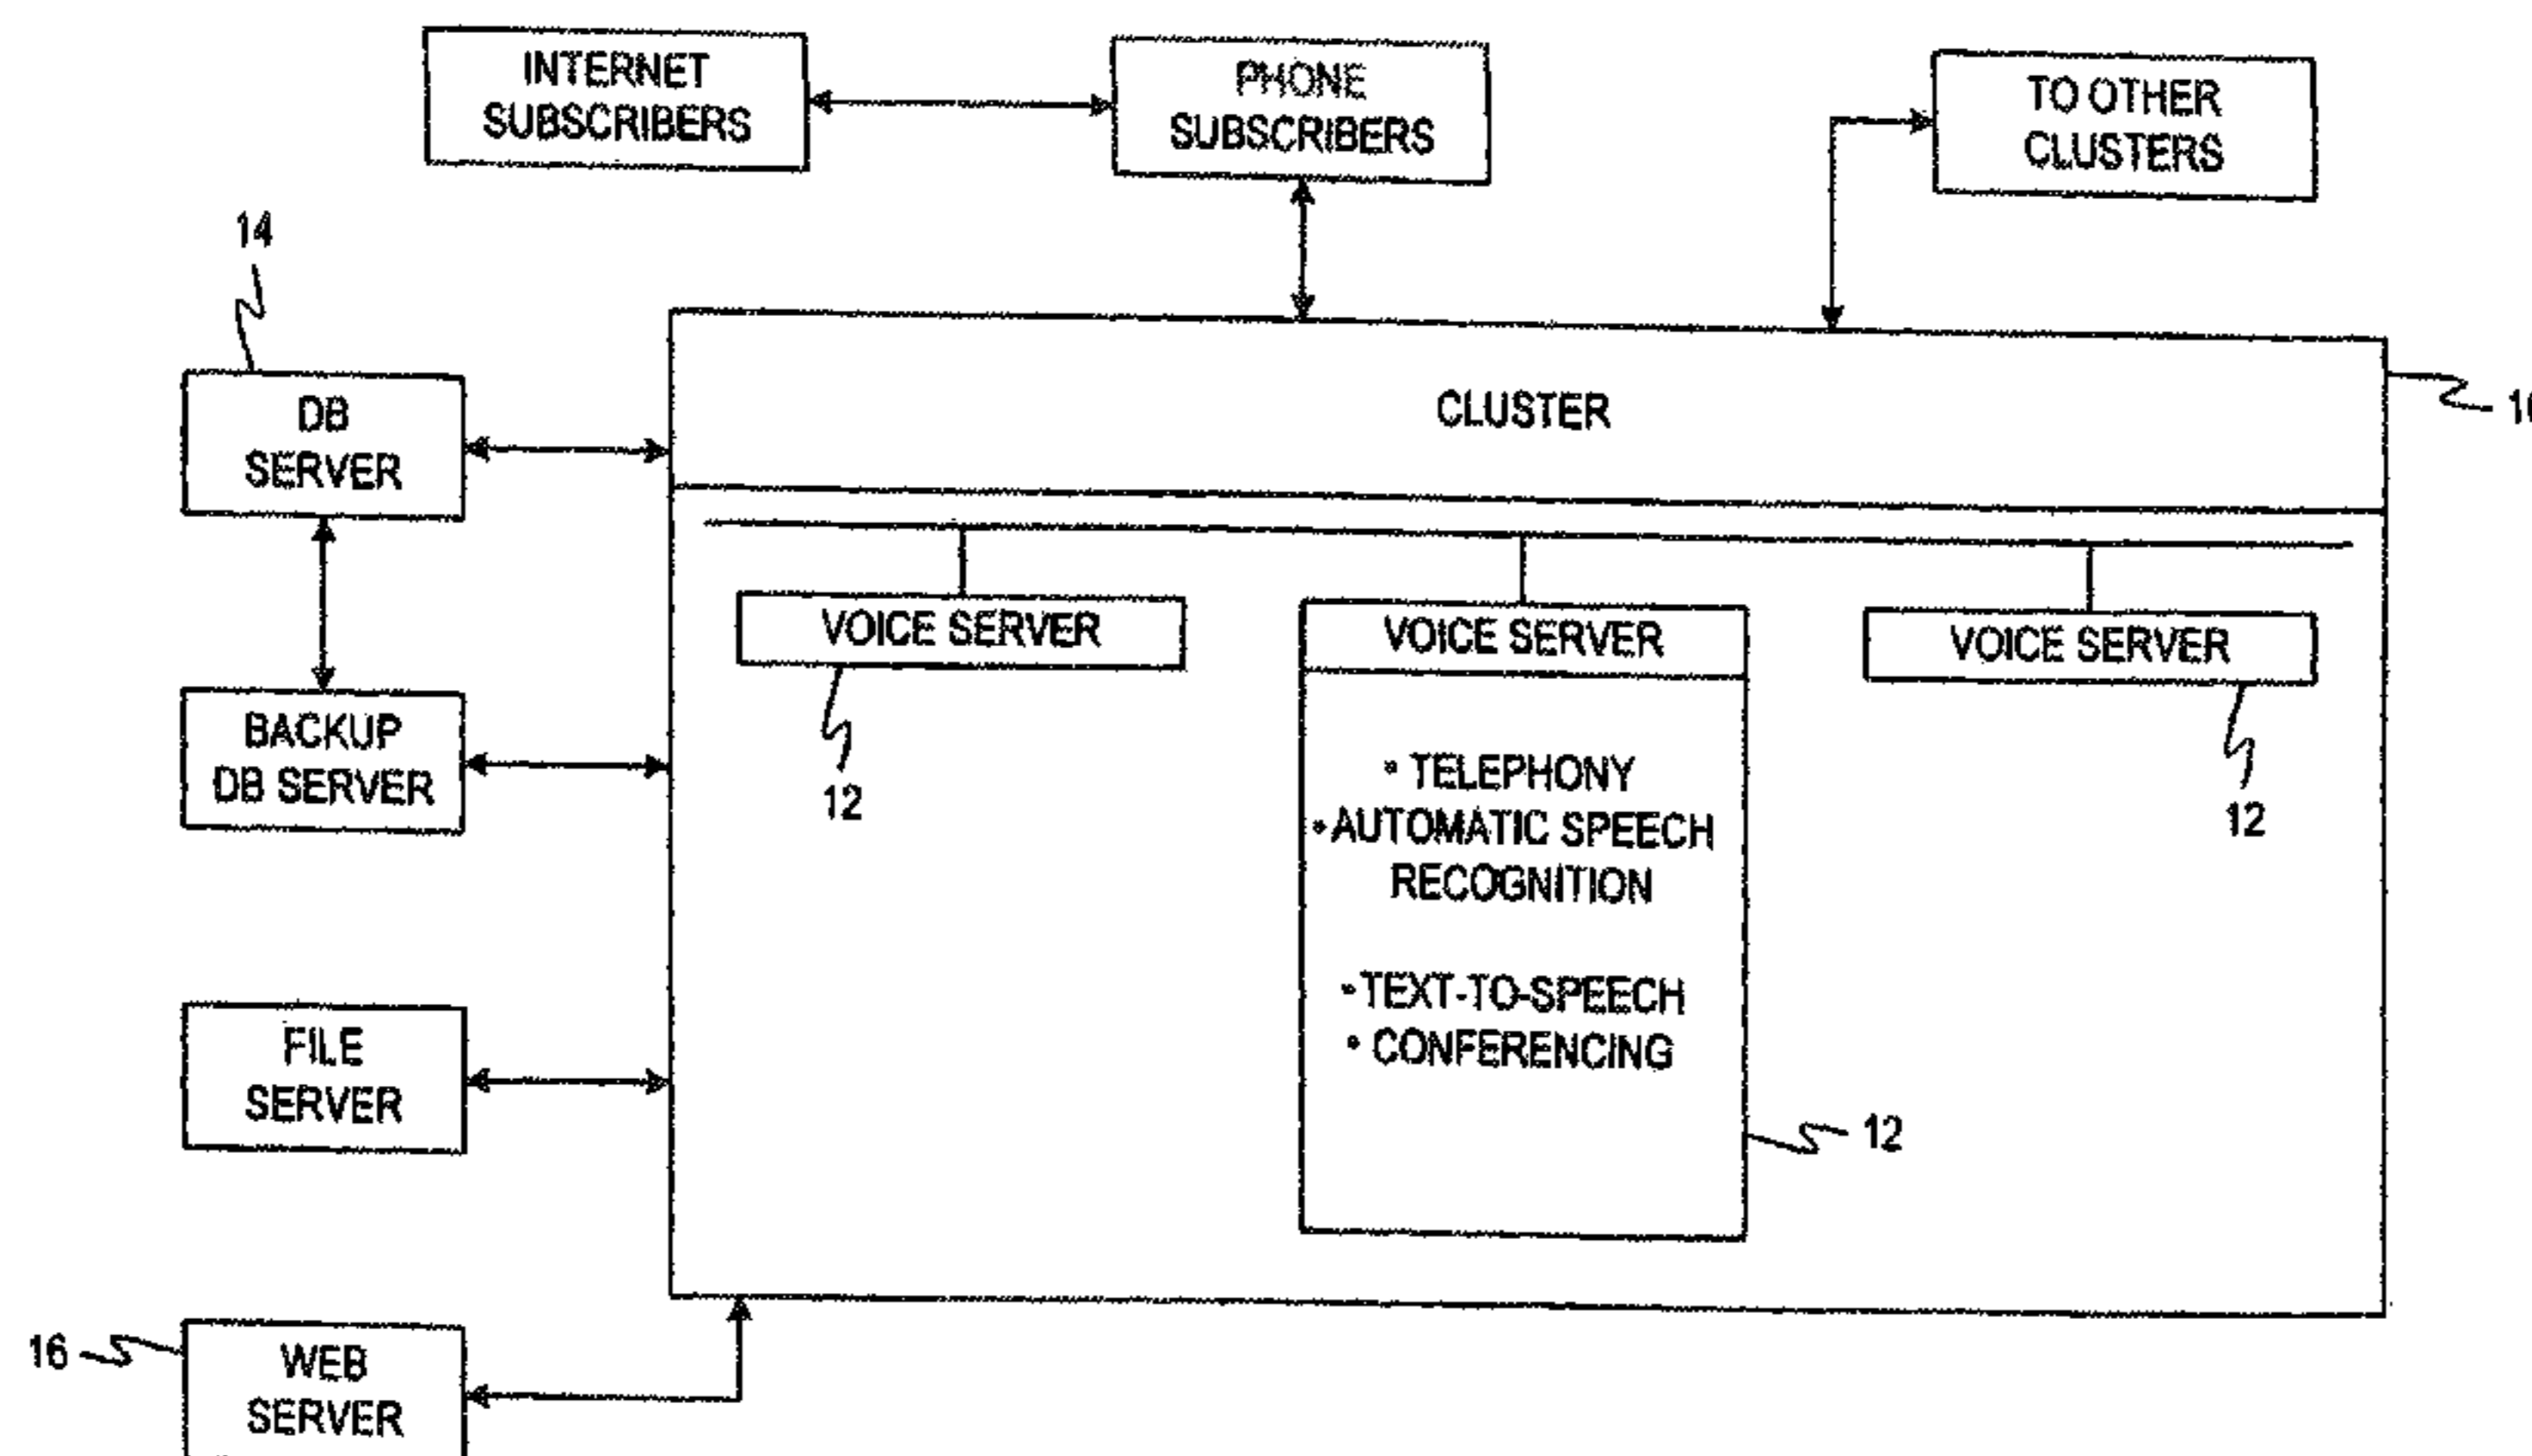 INTERNET
SUBSCRIBERS
PHONE
SUBSCRIBERS
TO OTHER
CLUSTERS
14
DB
SERVER
CLUSTER
VOICE SERVER
VOICE SERVER
VOICE SERVER
BACKUP
DB SERVER
12
• TELEPHONY
• AUTOMATIC SPEECH
RECOGNITION
• TEXT-TO-SPEECH
• CONFERENCING
12
FILE
SERVER
12
16
WEB
SERVER